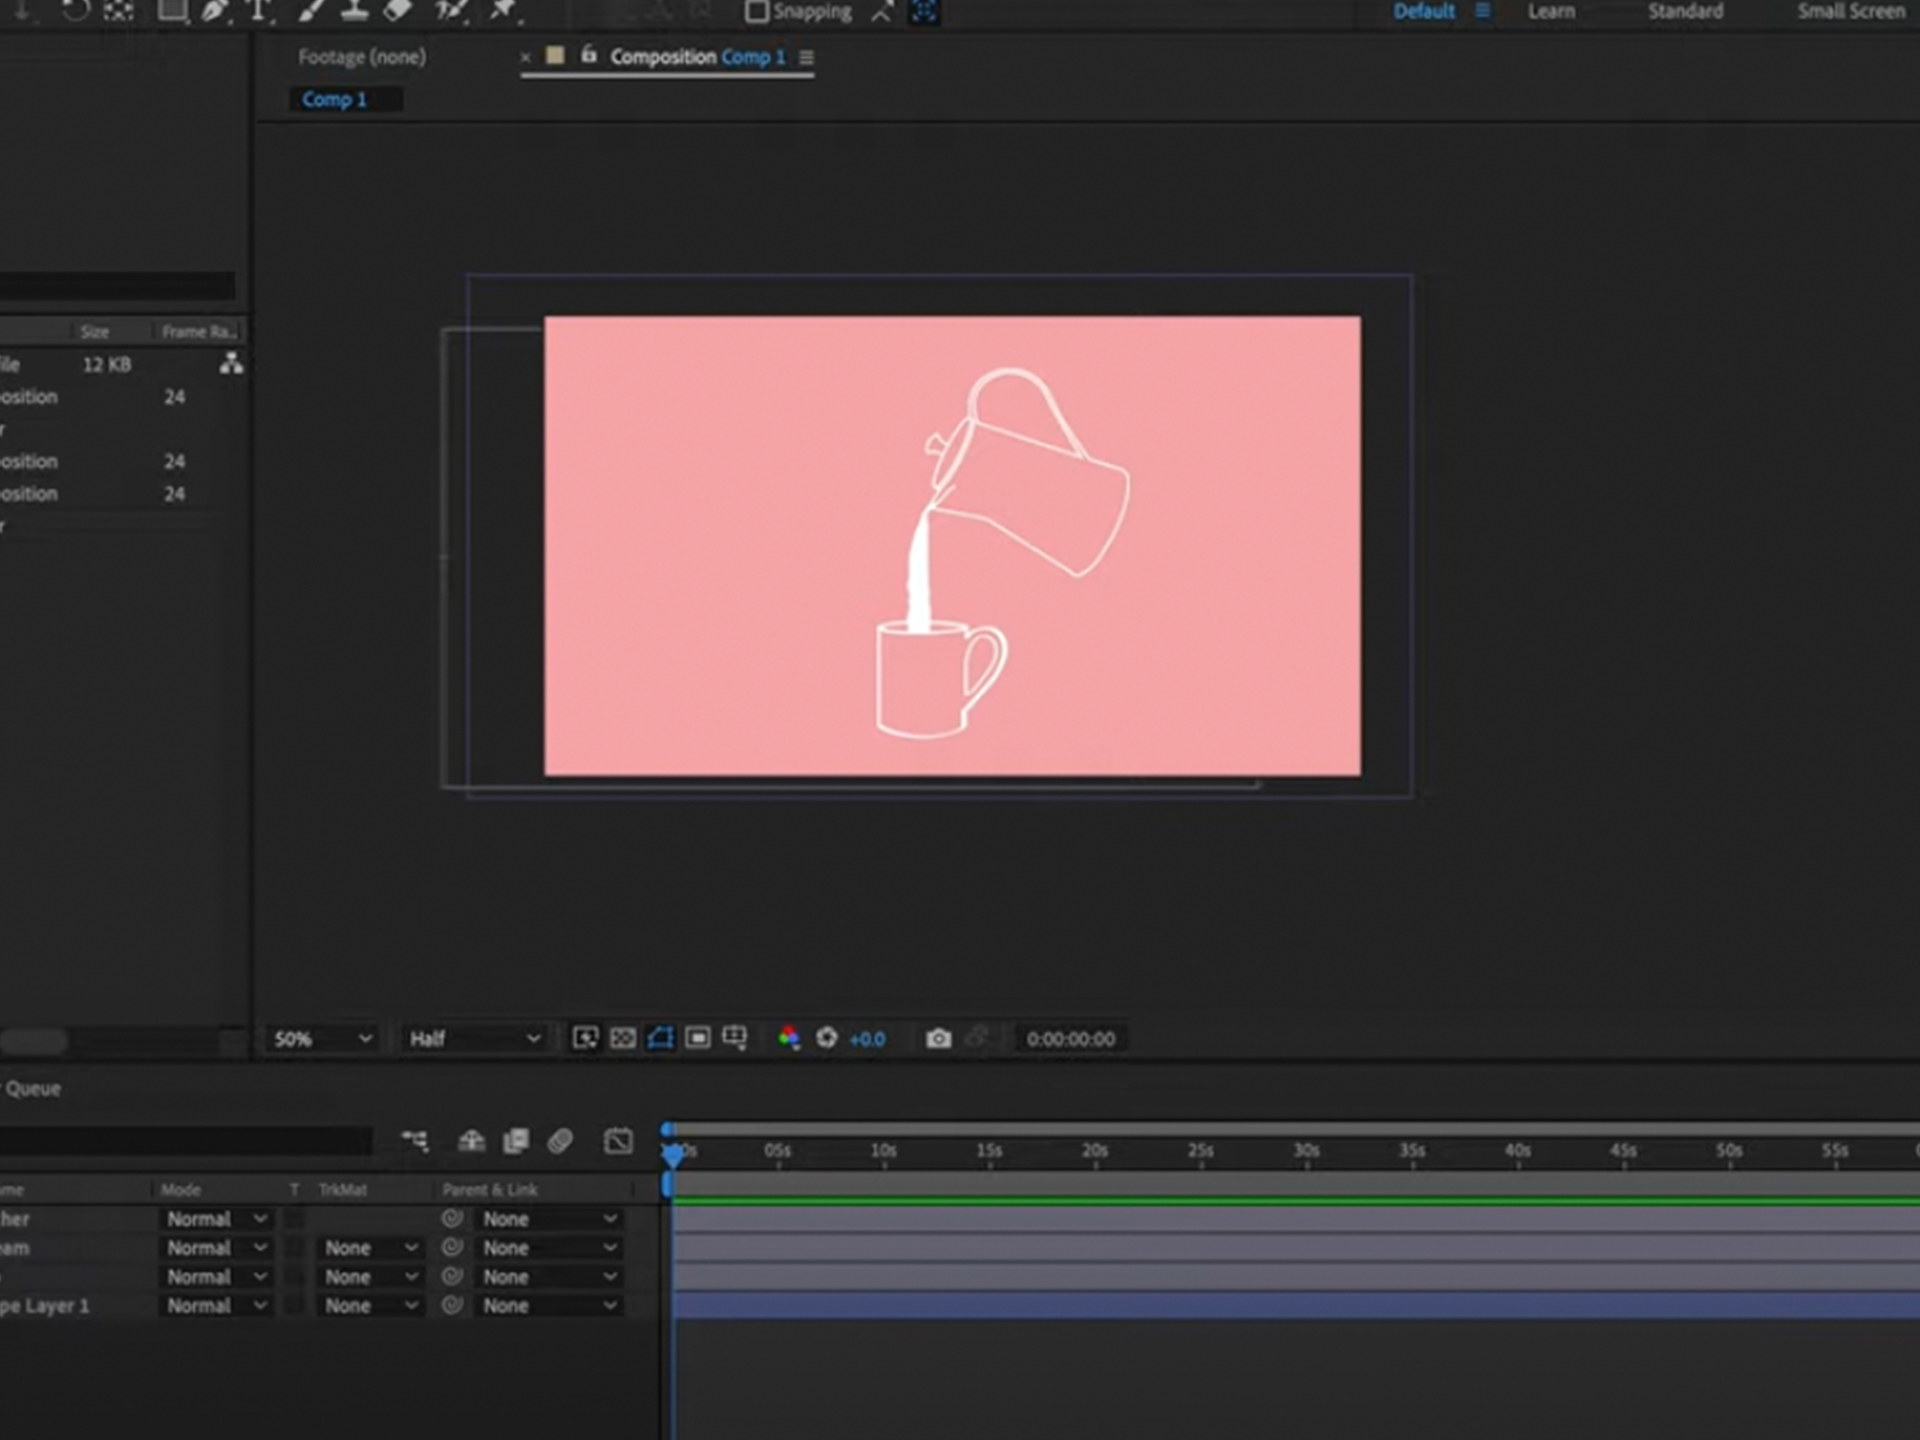 T Snapping Default Learn Standard Small Screen
Footage (none) × Composition Comp 1
Comp 1
Size Frame Ra...
ile 12 KB
osition 24
r
osition 24
osition 24
r
50% Half +0.0 0:00:00:00
Queue
0s 05s 10s 15s 20s 25s 30s 35s 40s 45s 50s 55s
me Mode T TrkMat Parent & Link
her Normal None
eam Normal None None
Normal None None
pe Layer 1 Normal None None